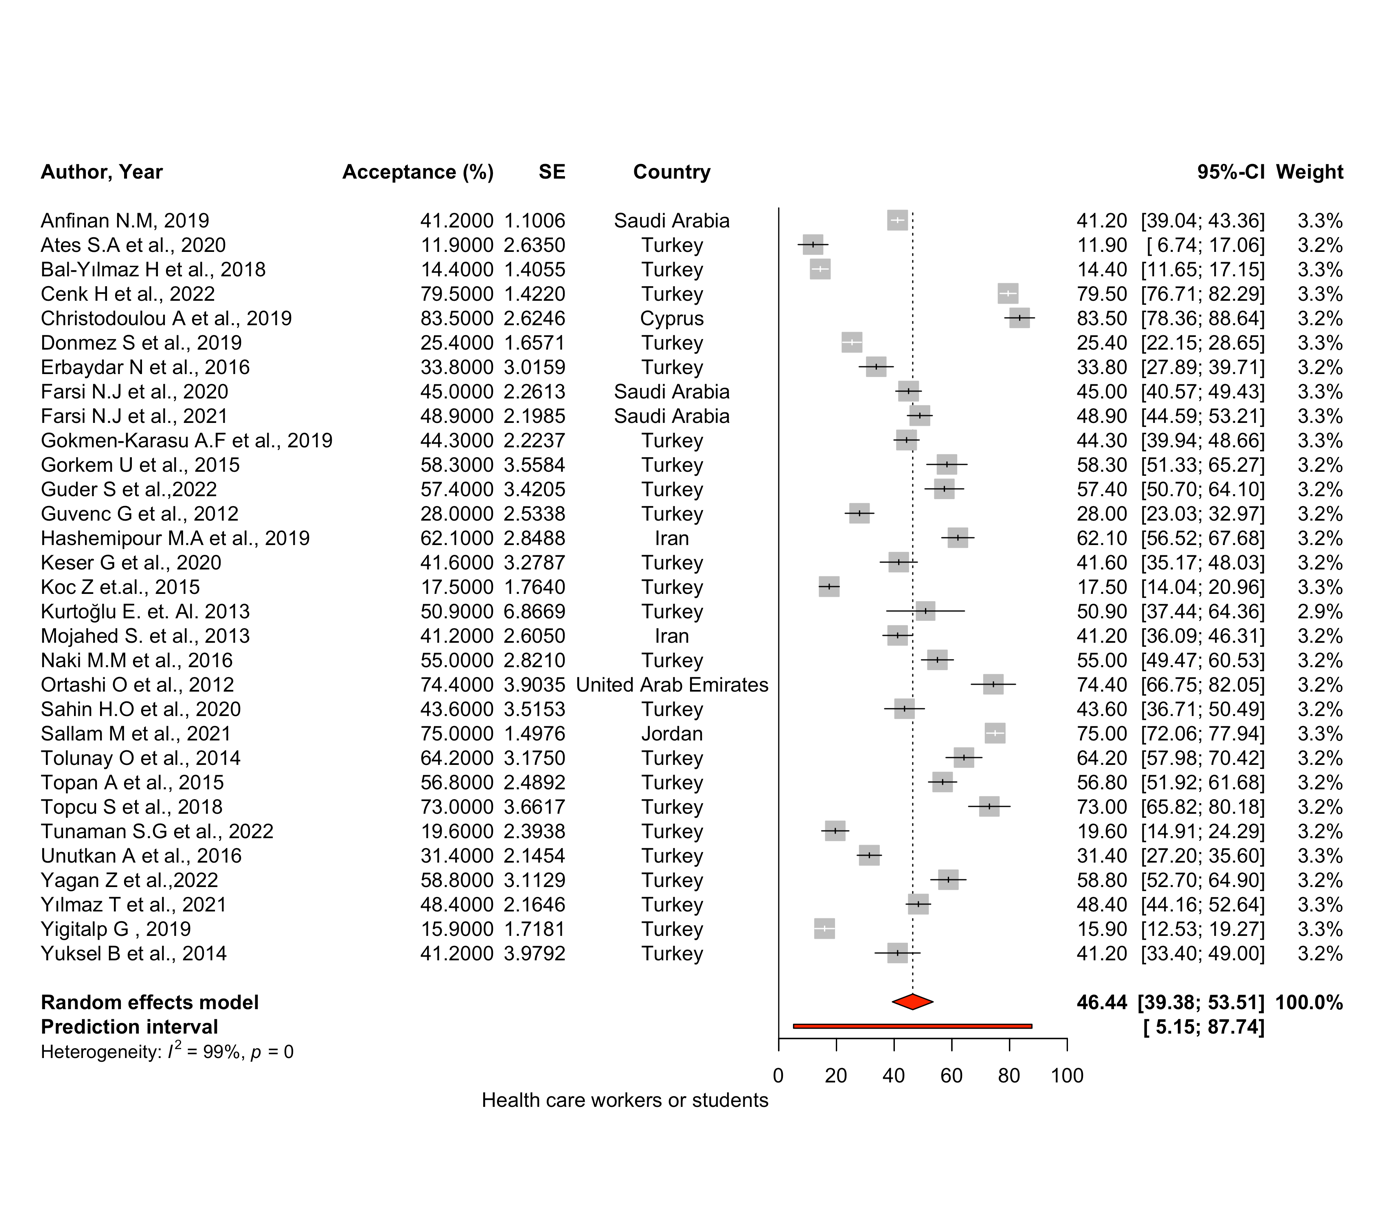 Author, Year Acceptance (%) SE Country 95%-CI Weight
Anfinan N.M, 2019 41.2000 1.1006 Saudi Arabia 41.20 [39.04; 43.36] 3.3%
Ates S.A et al., 2020 11.9000 2.6350 Turkey 11.90 [ 6.74; 17.06] 3.2%
Bal-Yılmaz H et al., 2018 14.4000 1.4055 Turkey 14.40 [11.65; 17.15] 3.3%
Cenk H et al., 2022 79.5000 1.4220 Turkey 79.50 [76.71; 82.29] 3.3%
Christodoulou A et al., 2019 83.5000 2.6246 Cyprus 83.50 [78.36; 88.64] 3.2%
Donmez S et al., 2019 25.4000 1.6571 Turkey 25.40 [22.15; 28.65] 3.3%
Erbaydar N et al., 2016 33.8000 3.0159 Turkey 33.80 [27.89; 39.71] 3.2%
Farsi N.J et al., 2020 45.0000 2.2613 Saudi Arabia 45.00 [40.57; 49.43] 3.3%
Farsi N.J et al., 2021 48.9000 2.1985 Saudi Arabia 48.90 [44.59; 53.21] 3.3%
Gokmen-Karasu A.F et al., 2019 44.3000 2.2237 Turkey 44.30 [39.94; 48.66] 3.3%
Gorkem U et al., 2015 58.3000 3.5584 Turkey 58.30 [51.33; 65.27] 3.2%
Guder S et al.,2022 57.4000 3.4205 Turkey 57.40 [50.70; 64.10] 3.2%
Guvenc G et al., 2012 28.0000 2.5338 Turkey 28.00 [23.03; 32.97] 3.2%
Hashemipour M.A et al., 2019 62.1000 2.8488 Iran 62.10 [56.52; 67.68] 3.2%
Keser G et al., 2020 41.6000 3.2787 Turkey 41.60 [35.17; 48.03] 3.2%
Koc Z et.al., 2015 17.5000 1.7640 Turkey 17.50 [14.04; 20.96] 3.3%
Kurtoğlu E. et. Al. 2013 50.9000 6.8669 Turkey 50.90 [37.44; 64.36] 2.9%
Mojahed S. et al., 2013 41.2000 2.6050 Iran 41.20 [36.09; 46.31] 3.2%
Naki M.M et al., 2016 55.0000 2.8210 Turkey 55.00 [49.47; 60.53] 3.2%
Ortashi O et al., 2012 74.4000 3.9035 United Arab Emirates 74.40 [66.75; 82.05] 3.2%
Sahin H.O et al., 2020 43.6000 3.5153 Turkey 43.60 [36.71; 50.49] 3.2%
Sallam M et al., 2021 75.0000 1.4976 Jordan 75.00 [72.06; 77.94] 3.3%
Tolunay O et al., 2014 64.2000 3.1750 Turkey 64.20 [57.98; 70.42] 3.2%
Topan A et al., 2015 56.8000 2.4892 Turkey 56.80 [51.92; 61.68] 3.2%
Topcu S et al., 2018 73.0000 3.6617 Turkey 73.00 [65.82; 80.18] 3.2%
Tunaman S.G et al., 2022 19.6000 2.3938 Turkey 19.60 [14.91; 24.29] 3.2%
Unutkan A et al., 2016 31.4000 2.1454 Turkey 31.40 [27.20; 35.60] 3.3%
Yagan Z et al.,2022 58.8000 3.1129 Turkey 58.80 [52.70; 64.90] 3.2%
Yılmaz T et al., 2021 48.4000 2.1646 Turkey 48.40 [44.16; 52.64] 3.3%
Yigitalp G , 2019 15.9000 1.7181 Turkey 15.90 [12.53; 19.27] 3.3%
Yuksel B et al., 2014 41.2000 3.9792 Turkey 41.20 [33.40; 49.00] 3.2%
Random effects model 46.44 [39.38; 53.51] 100.0%
Prediction interval [ 5.15; 87.74]
Heterogeneity: I² = 99%, p = 0
0 20 40 60 80 100
Health care workers or students